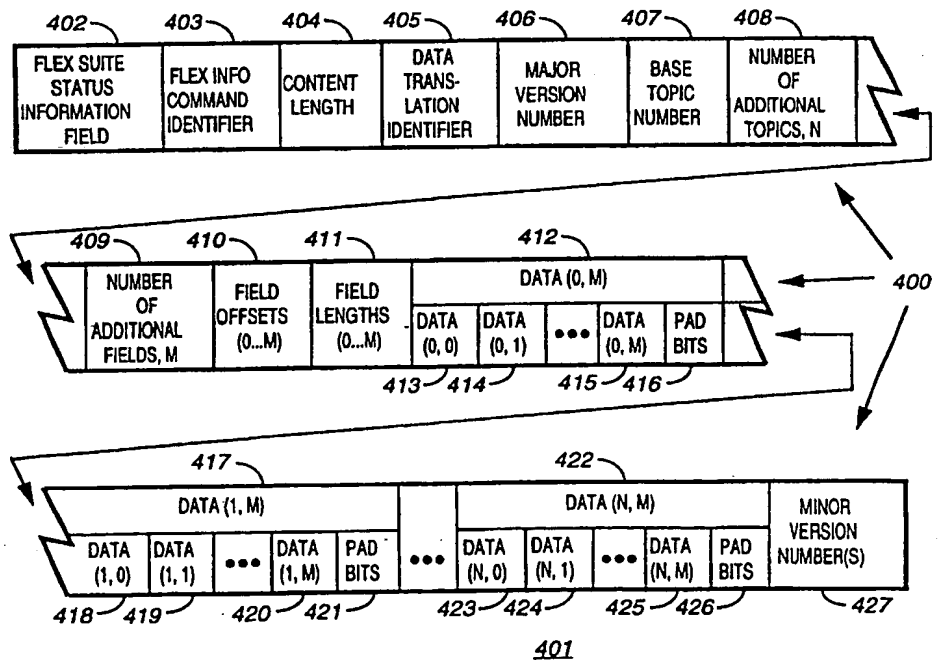 402 403 404 405 406 407 408
FLEX SUITE STATUS INFORMATION FIELD
FLEX INFO COMMAND IDENTIFIER
CONTENT LENGTH
DATA TRANS- LATION IDENTIFIER
MAJOR VERSION NUMBER
BASE TOPIC NUMBER
NUMBER OF ADDITIONAL TOPICS, N
409 410 411 412
400
NUMBER OF ADDITIONAL FIELDS, M
FIELD OFFSETS (0...M)
FIELD LENGTHS (0...M)
DATA (0, M)
DATA (0, 0)
DATA (0, 1)
•••
DATA (0, M)
PAD BITS
413 414 415 416
417 422
DATA (1, M)
DATA (1, 0)
DATA (1, 1)
•••
DATA (1, M)
PAD BITS
•••
DATA (N, M)
DATA (N, 0)
DATA (N, 1)
•••
DATA (N, M)
PAD BITS
MINOR VERSION NUMBER(S)
418 419 420 421 423 424 425 426 427
401